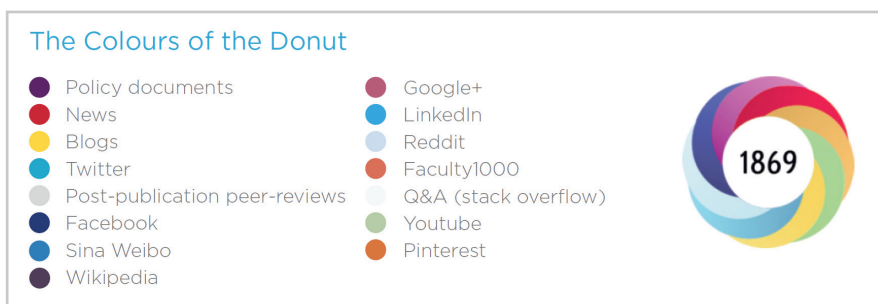 The Colours of the Donut
Policy documents
News
Blogs
Twitter
Post-publication peer-reviews
Facebook
Sina Weibo
Wikipedia
Google+
LinkedIn
Reddit
Faculty1000
Q&A (stack overflow)
Youtube
Pinterest
1869